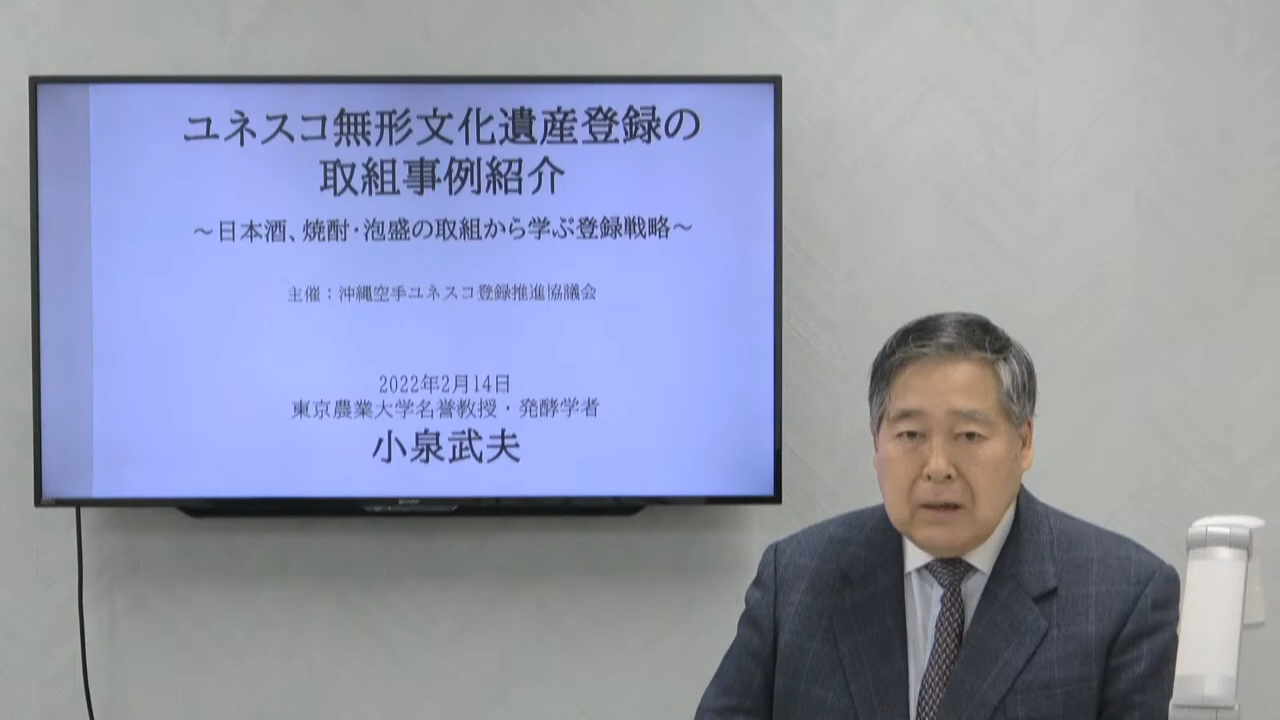 ユネスコ無形文化遺産登録の
取組事例紹介
～日本酒、焼酎・泡盛の取組から学ぶ登録戦略～
主催：沖縄空手ユネスコ登録推進協議会
2022年2月14日
東京農業大学名誉教授・発酵学者
小泉武夫
SHARP